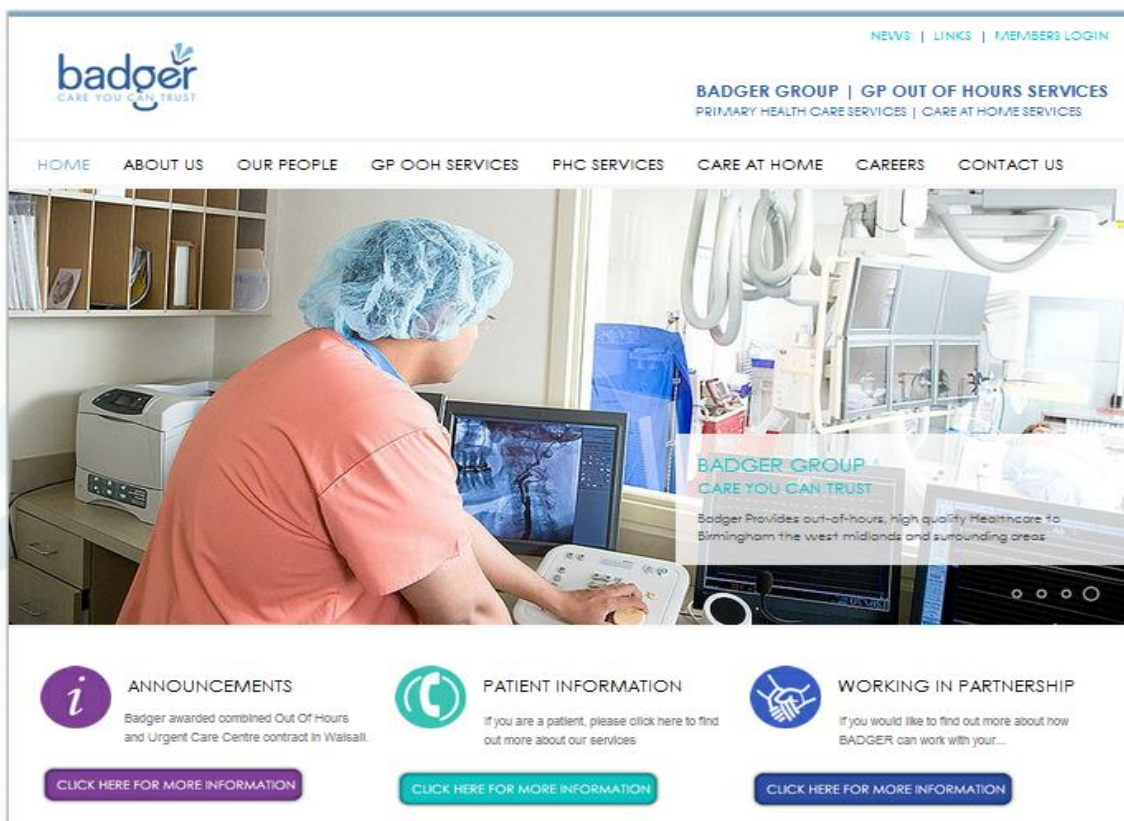 NEWS | LINKS | MEMBERS LOGIN
badger
CARE YOU CAN TRUST
BADGER GROUP | GP OUT OF HOURS SERVICES
PRIMARY HEALTH CARE SERVICES | CARE AT HOME SERVICES
HOME ABOUT US OUR PEOPLE GP OOH SERVICES PHC SERVICES CARE AT HOME CAREERS CONTACT US
BADGER GROUP
CARE YOU CAN TRUST
Badger Provides out-of-hours, high quality Healthcare to
Birmingham the west midlands and surrounding areas
ANNOUNCEMENTS
Badger awarded combined Out Of Hours
and Urgent Care Centre contract in Walsall.
CLICK HERE FOR MORE INFORMATION
PATIENT INFORMATION
If you are a patient, please click here to find
out more about our services
CLICK HERE FOR MORE INFORMATION
WORKING IN PARTNERSHIP
If you would like to find out more about how
BADGER can work with your...
CLICK HERE FOR MORE INFORMATION